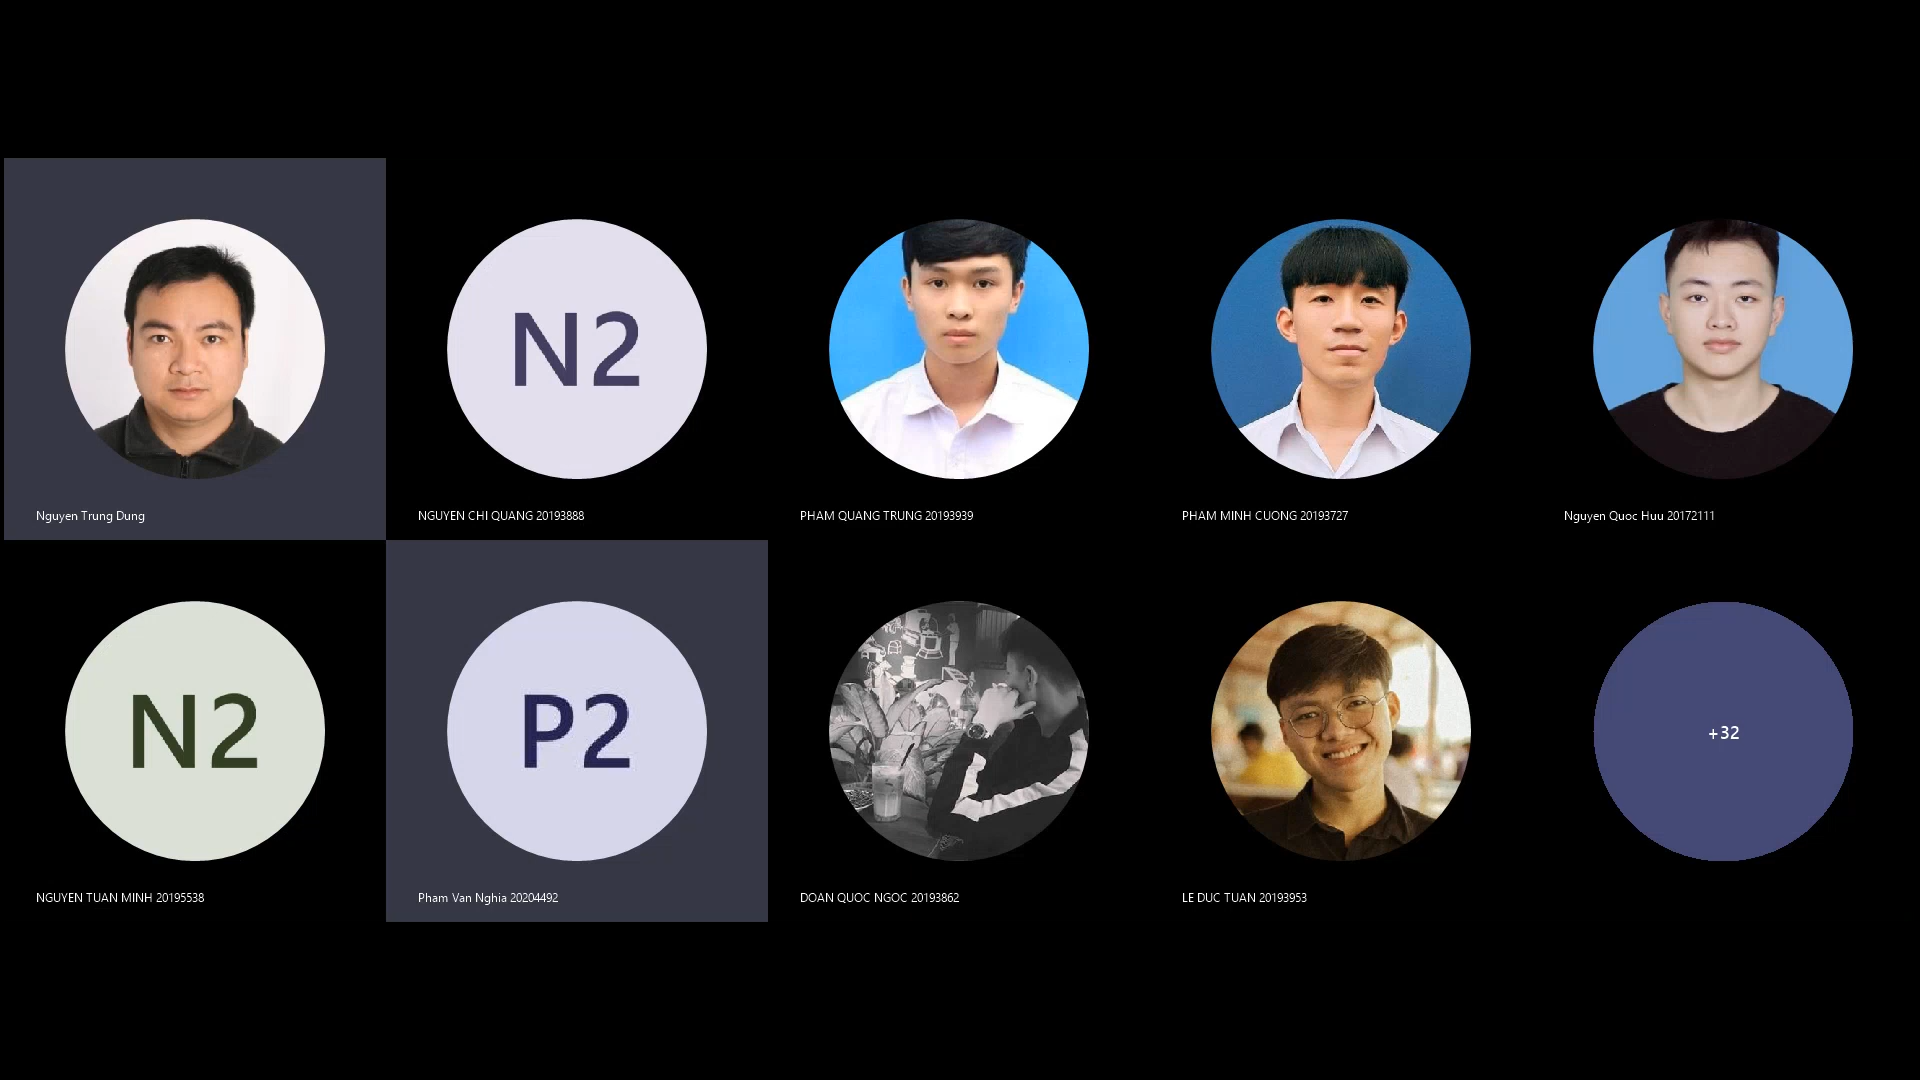 N2
Nguyen Trung Dung
NGUYEN CHI QUANG 20193888
PHAM QUANG TRUNG 20193939
PHAM MINH CUONG 20193727
Nguyen Quoc Huu 20172111
N2
P2
+32
NGUYEN TUAN MINH 20195538
Pham Van Nghia 20204492
DOAN QUOC NGOC 20193862
LE DUC TUAN 20193953